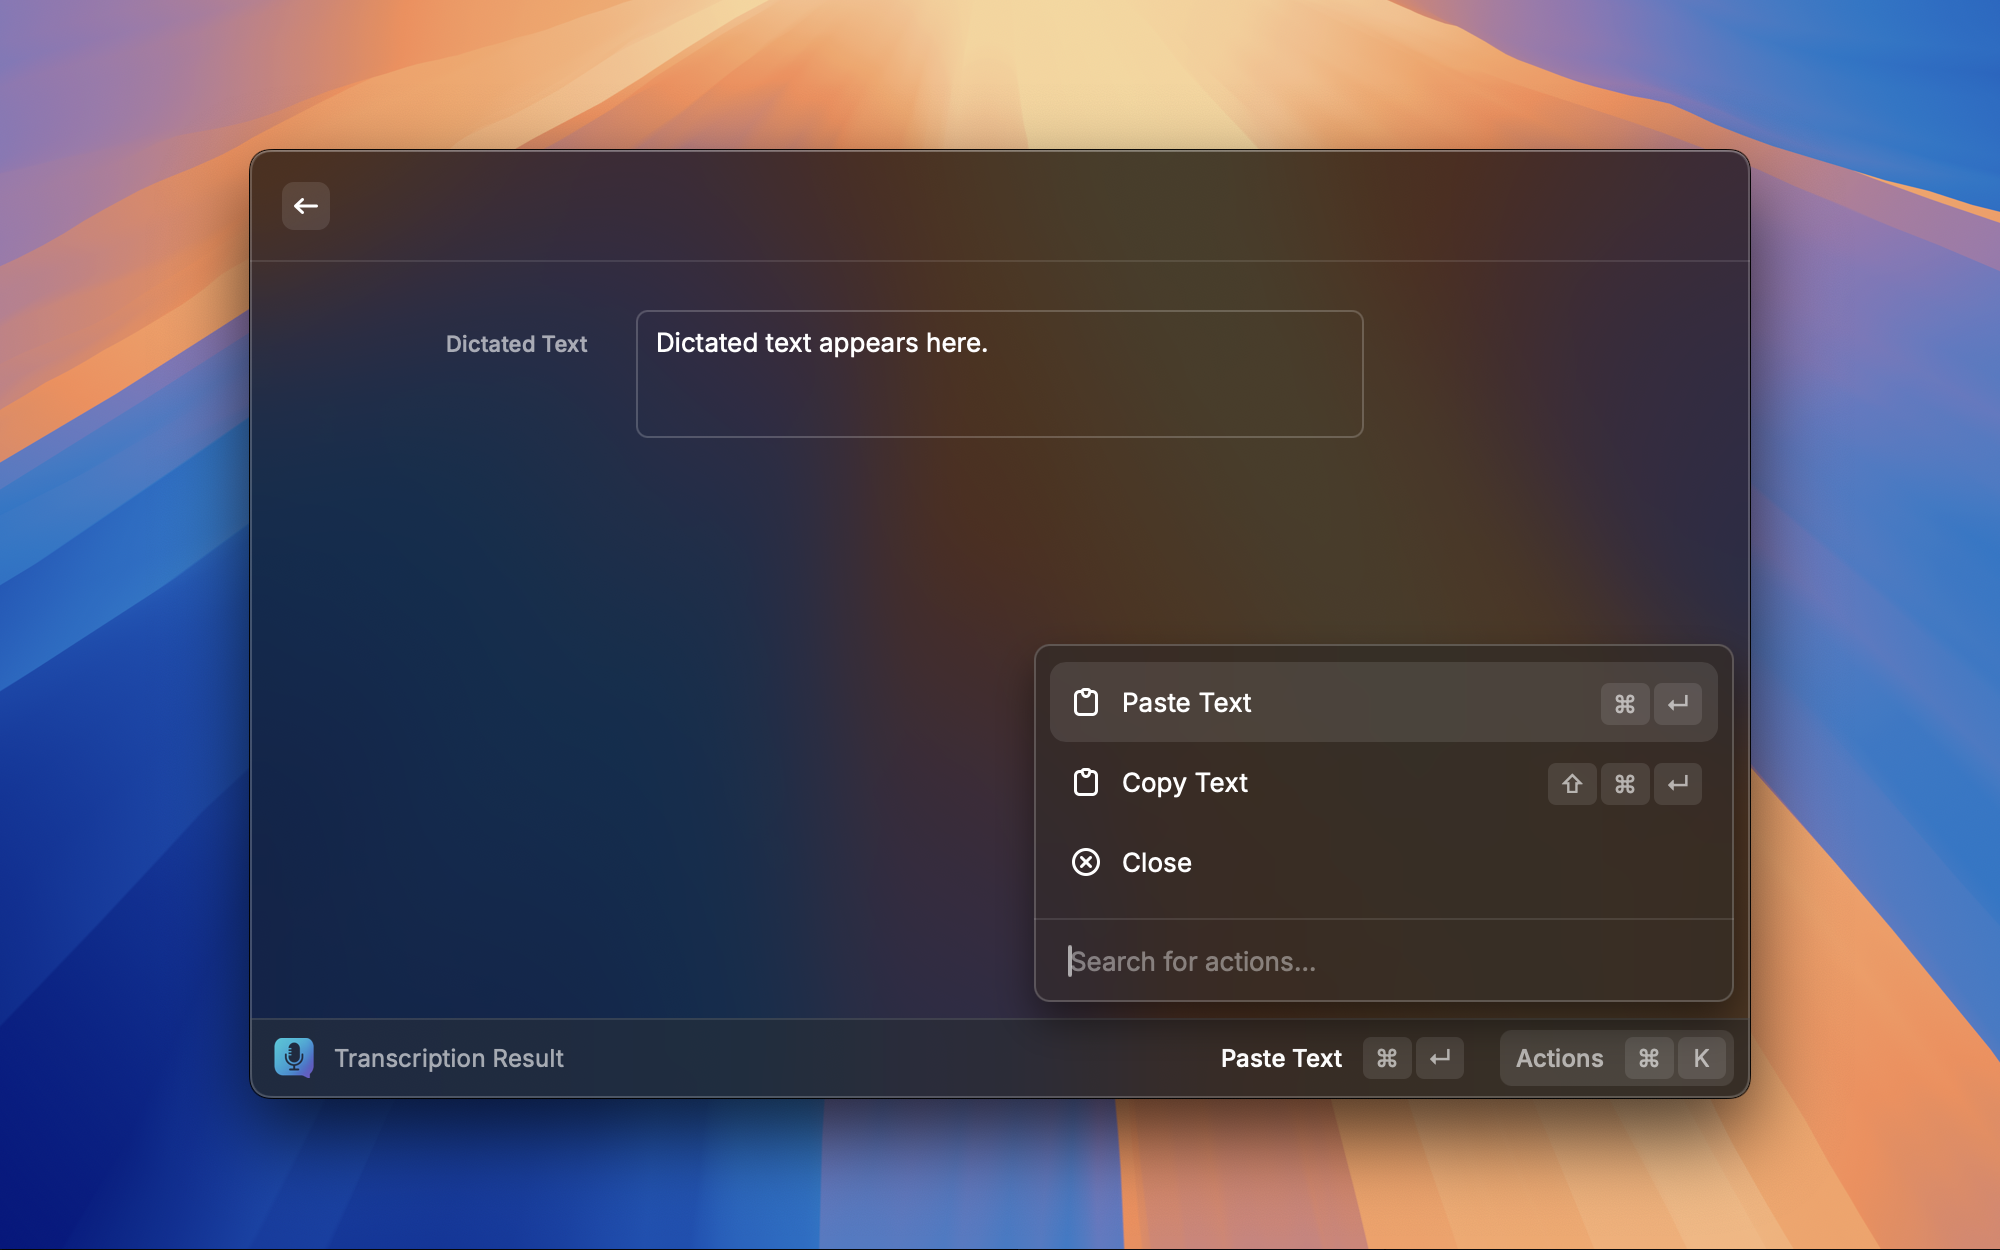 Dictated Text
Dictated text appears here.
Paste Text ⌘ ↵
Copy Text ⇧ ⌘ ↵
Close
Search for actions...
Transcription Result
Paste Text ⌘ ↵
Actions ⌘ K